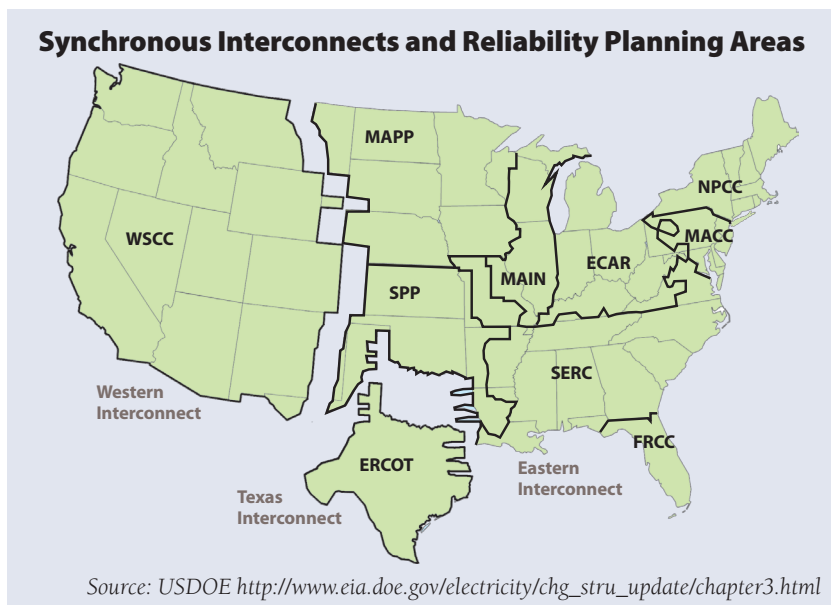 Synchronous Interconnects and Reliability Planning Areas
MAPP
NPCC
WSCC
MACC
ECAR
MAIN
SPP
SERC
Western
Interconnect
FRCC
ERCOT
Eastern
Interconnect
Texas
Interconnect
Source: USDOE http://www.eia.doe.gov/electricity/chg_stru_update/chapter3.html